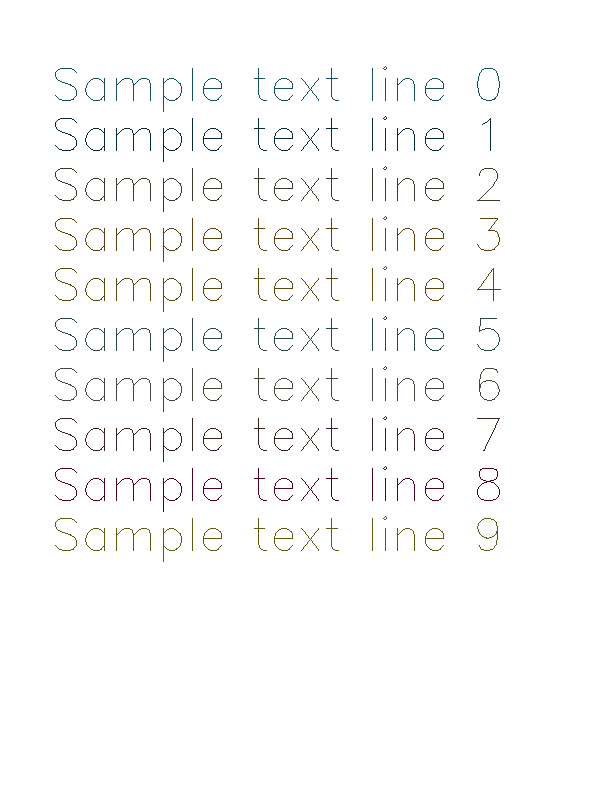 Sample text line 0
Sample text line 1
Sample text line 2
Sample text line 3
Sample text line 4
Sample text line 5
Sample text line 6
Sample text line 7
Sample text line 8
Sample text line 9